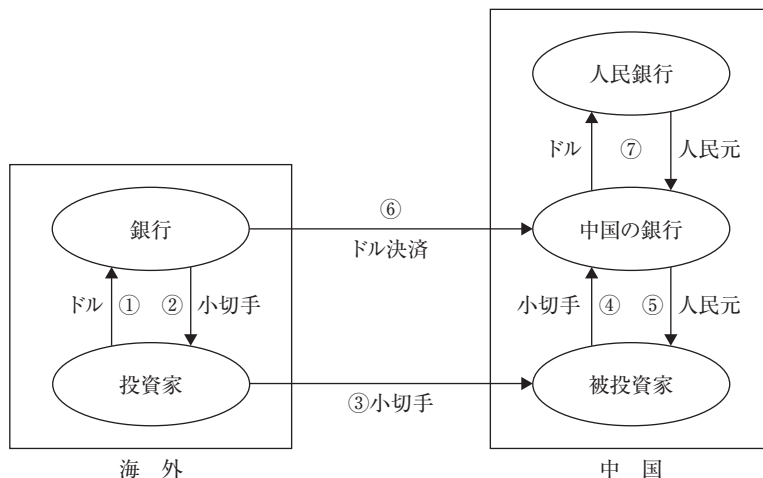 人民銀行
ドル ⑦ 人民元
銀行
⑥
ドル決済
中国の銀行
ドル ① ② 小切手
小切手 ④ ⑤ 人民元
投資家
③小切手
被投資家
海 外
中 国